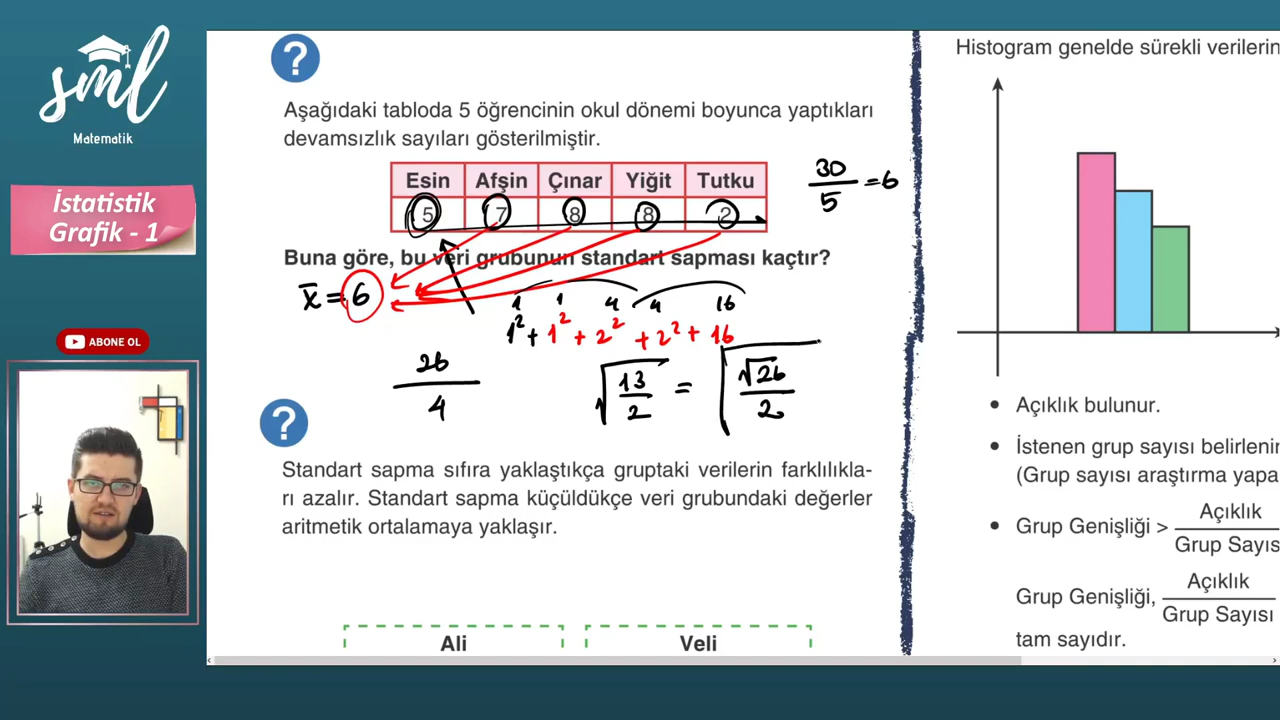 sml
Matematik
İstatistik
Grafik - 1
ABONE OL
?
Aşağıdaki tabloda 5 öğrencinin okul dönemi boyunca yaptıkları
devamsızlık sayıları gösterilmiştir.
Esin Afşin Çınar Yiğit Tutku
5 7 8 8 2
30/5 = 6
Buna göre, bu veri grubunun standart sapması kaçtır?
x̄ = 6
1 1 4 4 16
1² + 1² + 2² + 2² + 16
26/4
√(13/2) = √26/2
?
Standart sapma sıfıra yaklaştıkça gruptaki verilerin farklılıkla-
rı azalır. Standart sapma küçüldükçe veri grubundaki değerler
aritmetik ortalamaya yaklaşır.
Ali Veli
Histogram genelde sürekli verilerin
• Açıklık bulunur.
• İstenen grup sayısı belirlenir
(Grup sayısı araştırma yapa
• Grup Genişliği > Açıklık/Grup Sayıs
Grup Genişliği, Açıklık/Grup Sayısı
tam sayıdır.